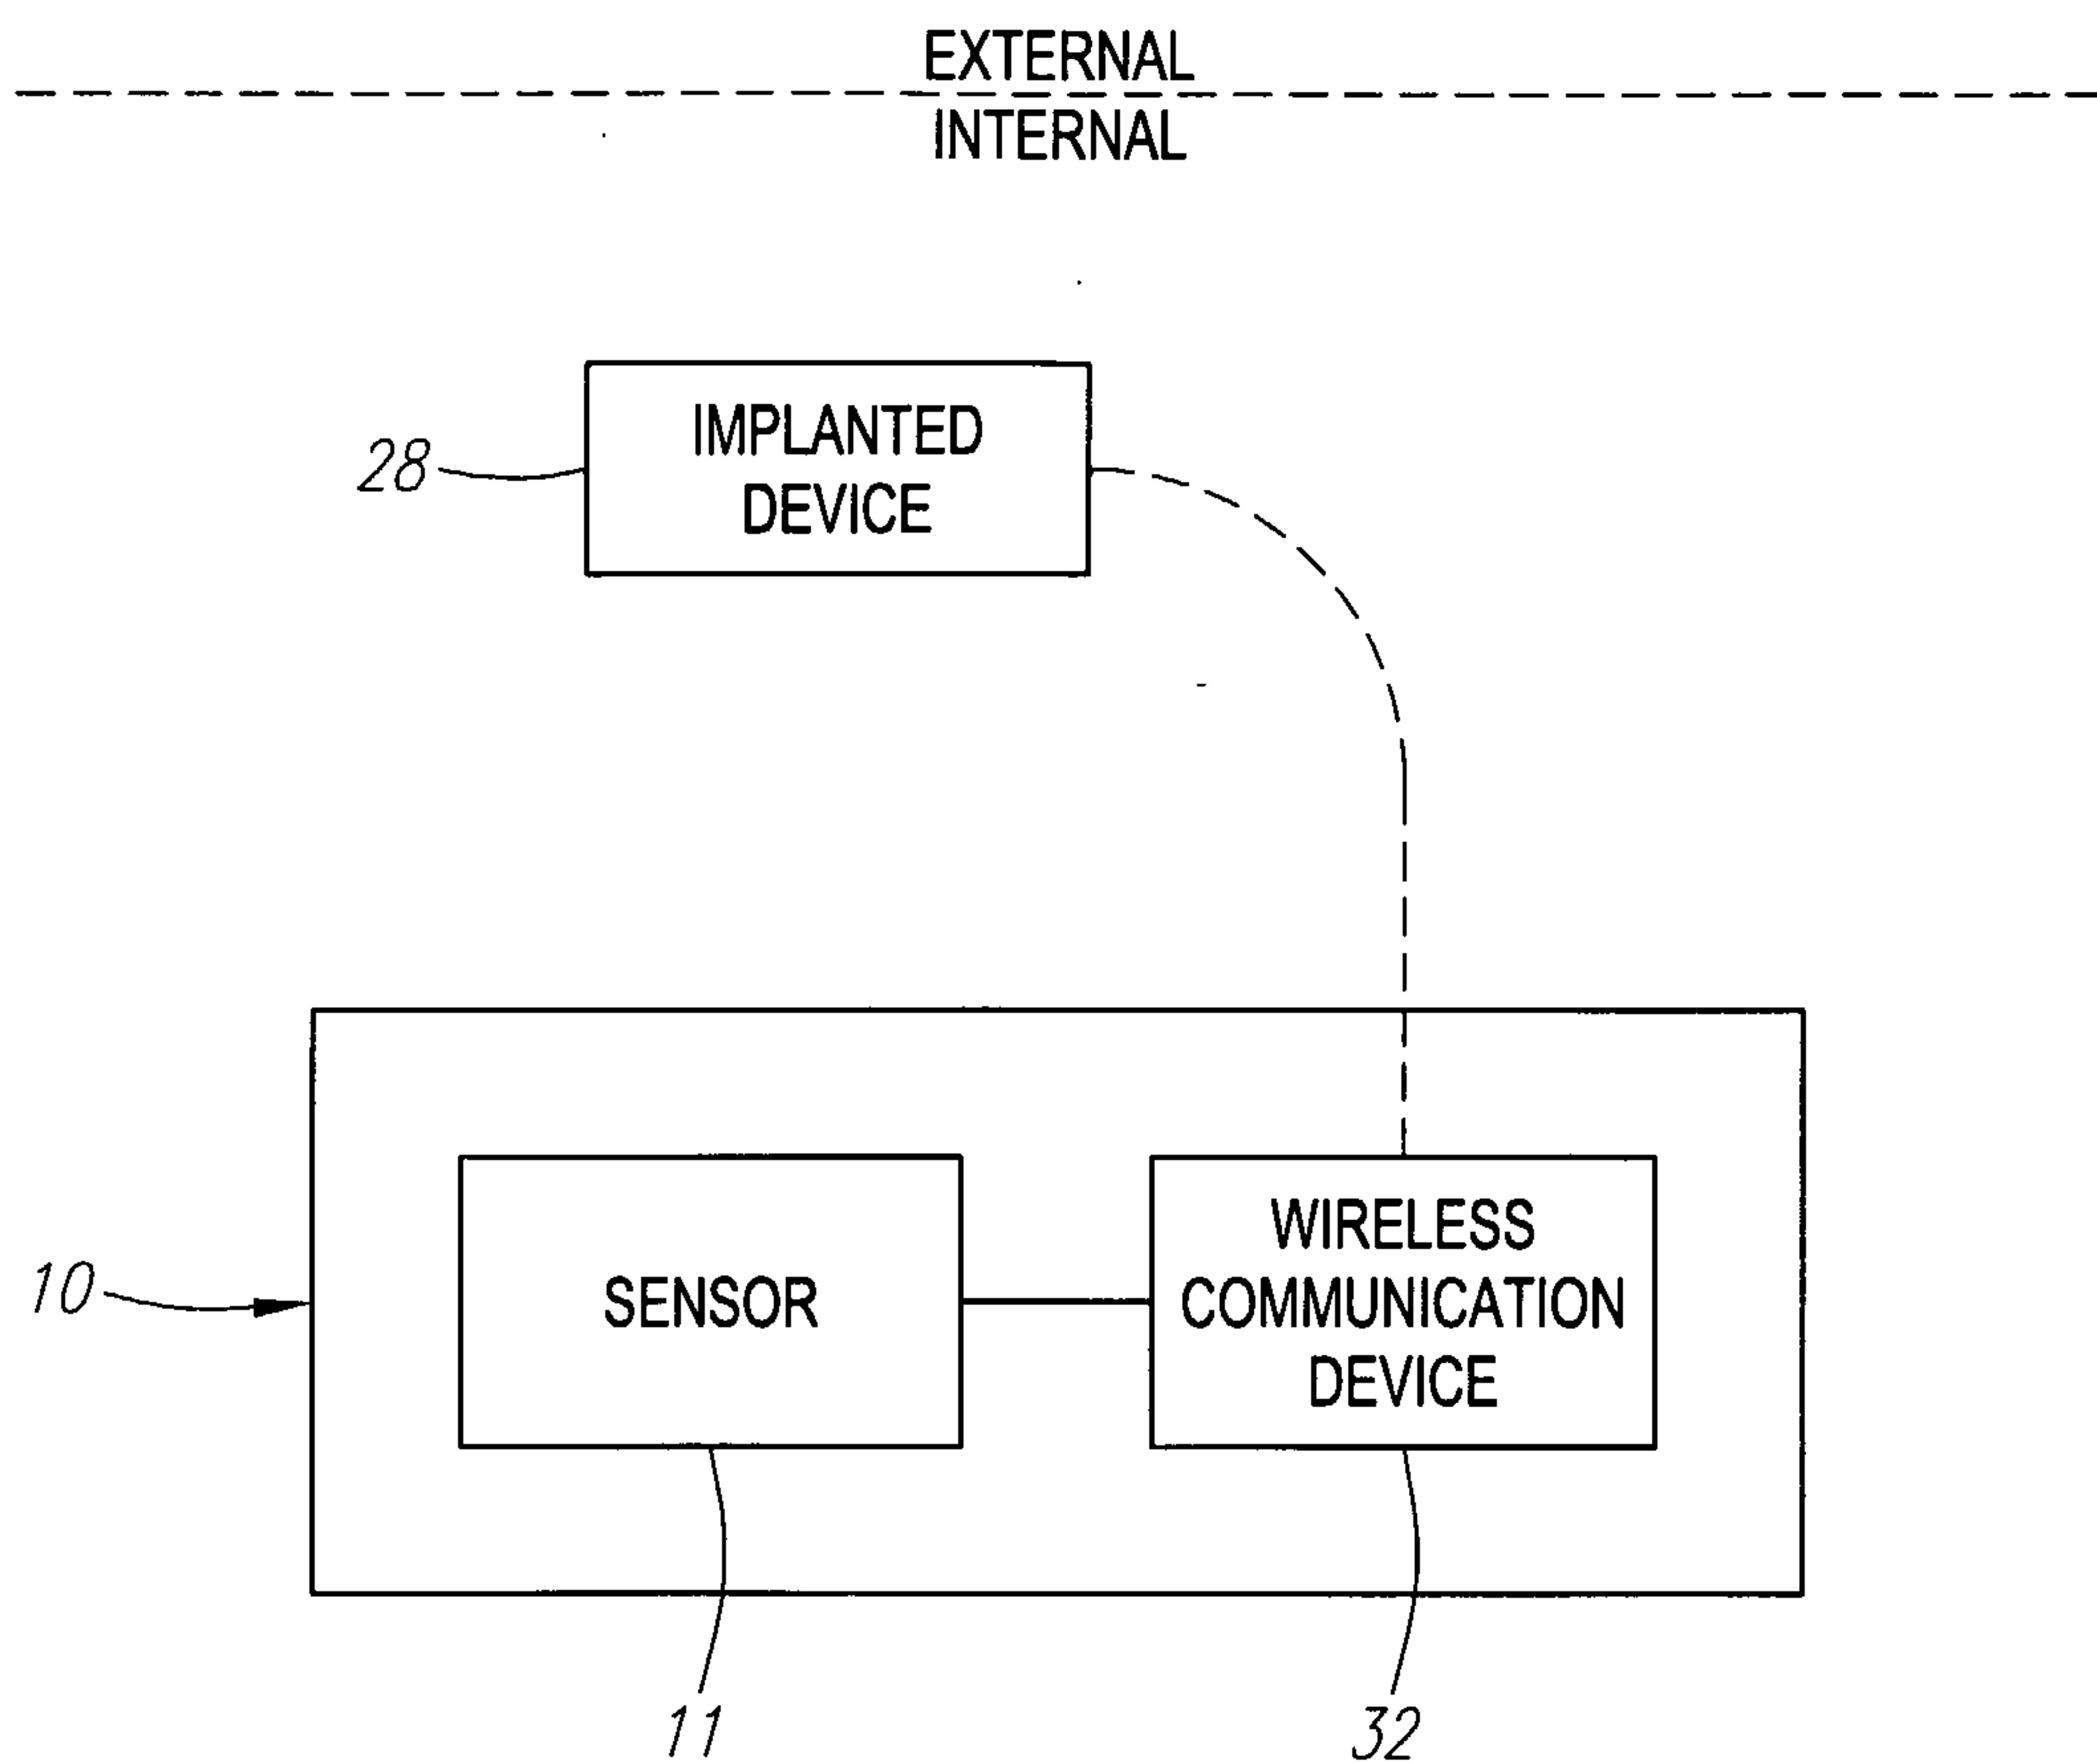 EXTERNAL
INTERNAL
28
IMPLANTED
DEVICE
10
SENSOR
WIRELESS
COMMUNICATION
DEVICE
11
32